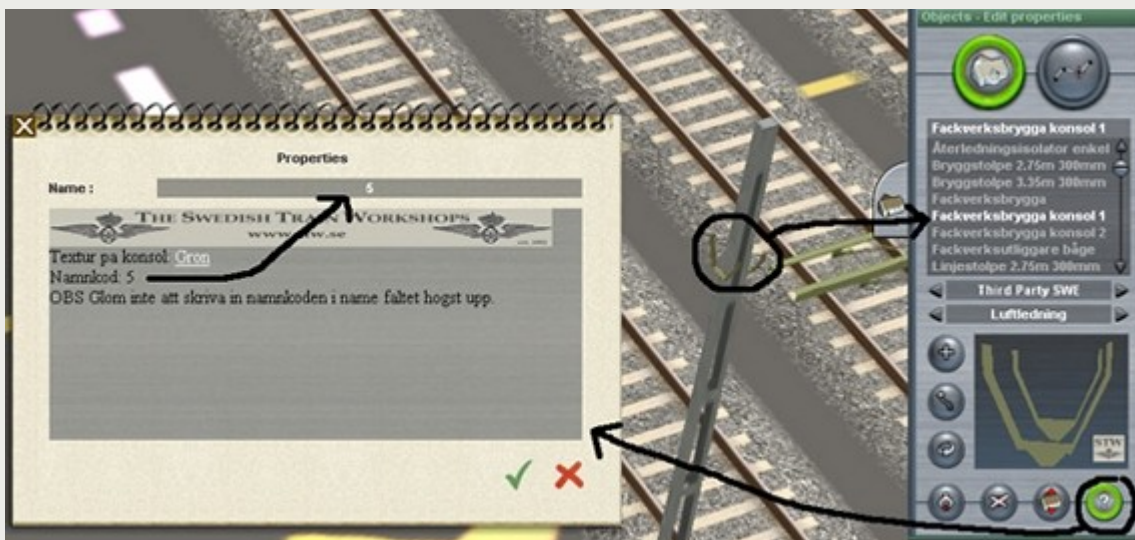 Properties
Name :
5
THE SWEDISH TRAIN WORKSHOPS
www.stw.se
Textur pa konsol: Gron
Namnkod: 5
OBS Glom inte att skriva in namnkoden i name faltet hogst upp.
Objects - Edit properties
Fackverksbrygga konsol 1
Återledningsisolator enkel
Bryggstolpe 2.75m 300mm
Bryggstolpe 3.35m 300mm
Fackverksbrygga
Fackverksbrygga konsol 1
Fackverksbrygga konsol 2
Fackverksutliggare båge
Linjestolpe 2.75m 300mm
Third Party SWE
Luftledning
STW